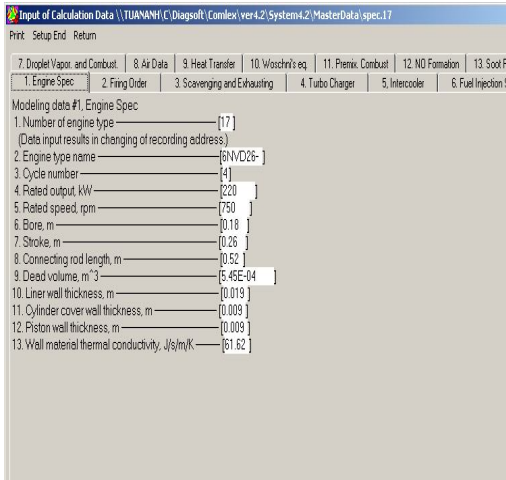 Input of Calculation Data \\TUANANH\C\Diagsoft\Comlex\ver4.2\System4.2\MasterData\spec.17
Print Setup End Return
7. Droplet Vapor. and Combust. 8. Air Data 9. Heat Transfer 10. Woschni's eq. 11. Premix. Combust 12. NO Formation 13. Soot F
1. Engine Spec 2. Firing Order 3. Scavenging and Exhausting 4. Turbo Charger 5. Intercooler 6. Fuel Injection S
Modeling data #1, Engine Spec
1. Number of engine type [17]
(Data input results in changing of recording address.)
2. Engine type name [6NVD26- ]
3. Cycle number [4]
4. Rated output, kW [220 ]
5. Rated speed, rpm [750 ]
6. Bore, m [0.18 ]
7. Stroke, m [0.26 ]
8. Connecting rod length, m [0.52 ]
9. Dead volume, m^3 [5.45E-04 ]
10. Liner wall thickness, m [0.019 ]
11. Cylinder cover wall thickness, m [0.009 ]
12. Piston wall thickness, m [0.009 ]
13. Wall material thermal conductivity, J/s/m/K [61.62 ]